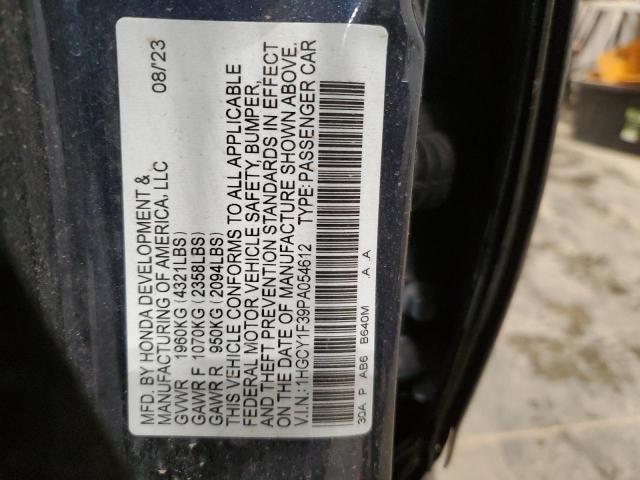 MFD. BY HONDA DEVELOPMENT & 08/'23
MANUFACTURING OF AMERICA, LLC
GVWR 1960KG(4321LBS)
GAWR F 1070KG(2358LBS)
GAWR R 950KG(2094LBS)
THIS VEHICLE CONFORMS TO ALL APPLICABLE
FEDERAL MOTOR VEHICLE SAFETY, BUMPER,
AND THEFT PREVENTION STANDARDS IN EFFECT
ON THE DATE OF MANUFACTURE SHOWN ABOVE.
V.I.N.: 1HGCY1F39PA054612 TYPE: PASSENGER CAR
30A P AB6 B640M .A .A